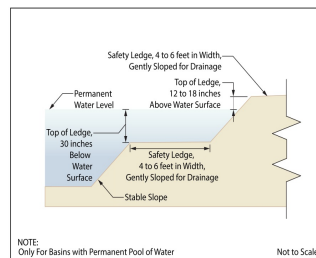 Safety Ledge, 4 to 6 feet in Width,
Gently Sloped for Drainage
Top of Ledge,
12 to 18 inches
Above Water Surface
Permanent
Water Level
Top of Ledge,
30 inches
Below
Water
Surface
Safety Ledge,
4 to 6 feet in Width,
Gently Sloped for Drainage
Stable Slope
NOTE:
Only For Basins with Permanent Pool of Water
Not to Scale